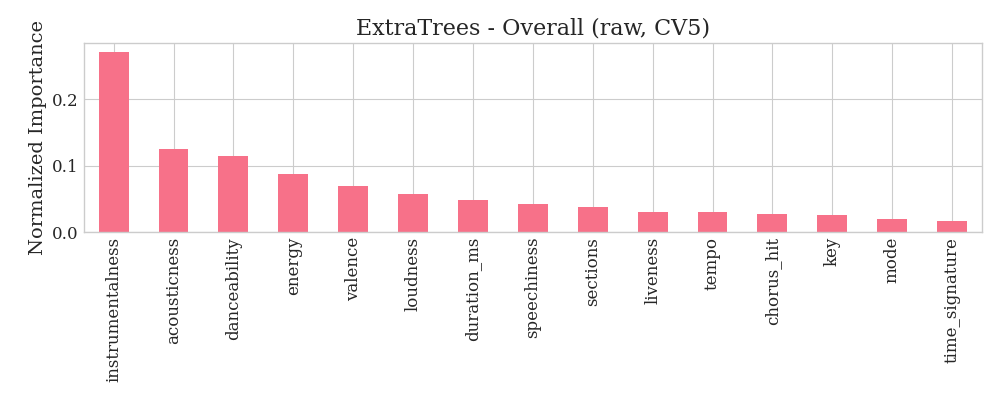 ExtraTrees - Overall (raw, CV5)
Normalized Importance
0.2
0.1
0.0
instrumentalness
acousticness
danceability
energy
valence
loudness
duration_ms
speechiness
sections
liveness
tempo
chorus_hit
key
mode
time_signature